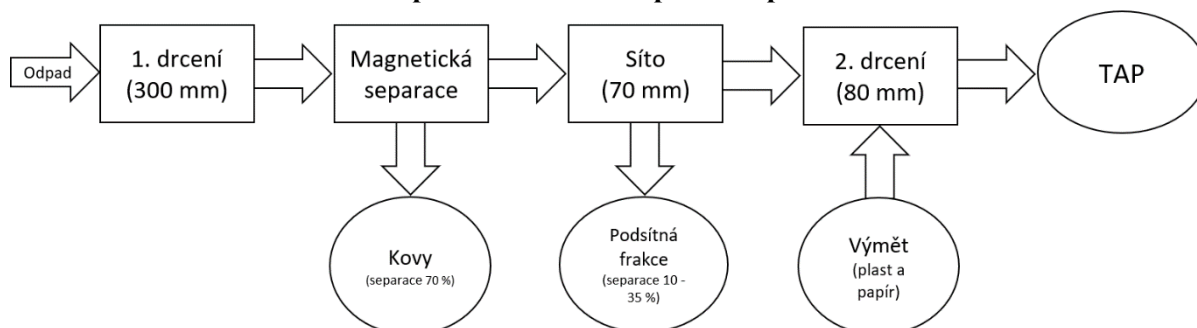 Odpad
1. drcení
(300 mm)
Magnetická
separace
Síto
(70 mm)
2. drcení
(80 mm)
TAP
Kovy
(separace 70 %)
Podsítná
frakce
(separace 10 -
35 %)
Výmět
(plast a
papír)